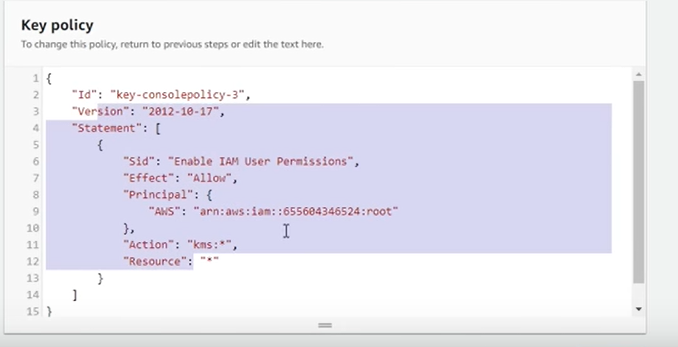 Key policy
To change this policy, return to previous steps or edit the text here.
1 {
2 "Id": "key-consolepolicy-3",
3 "Version": "2012-10-17",
4 "Statement": [
5 {
6 "Sid": "Enable IAM User Permissions",
7 "Effect": "Allow",
8 "Principal": {
9 "AWS": "arn:aws:iam::655604346524:root"
10 },
11 "Action": "kms:*",
12 "Resource": "*"
13 }
14 ]
15 }